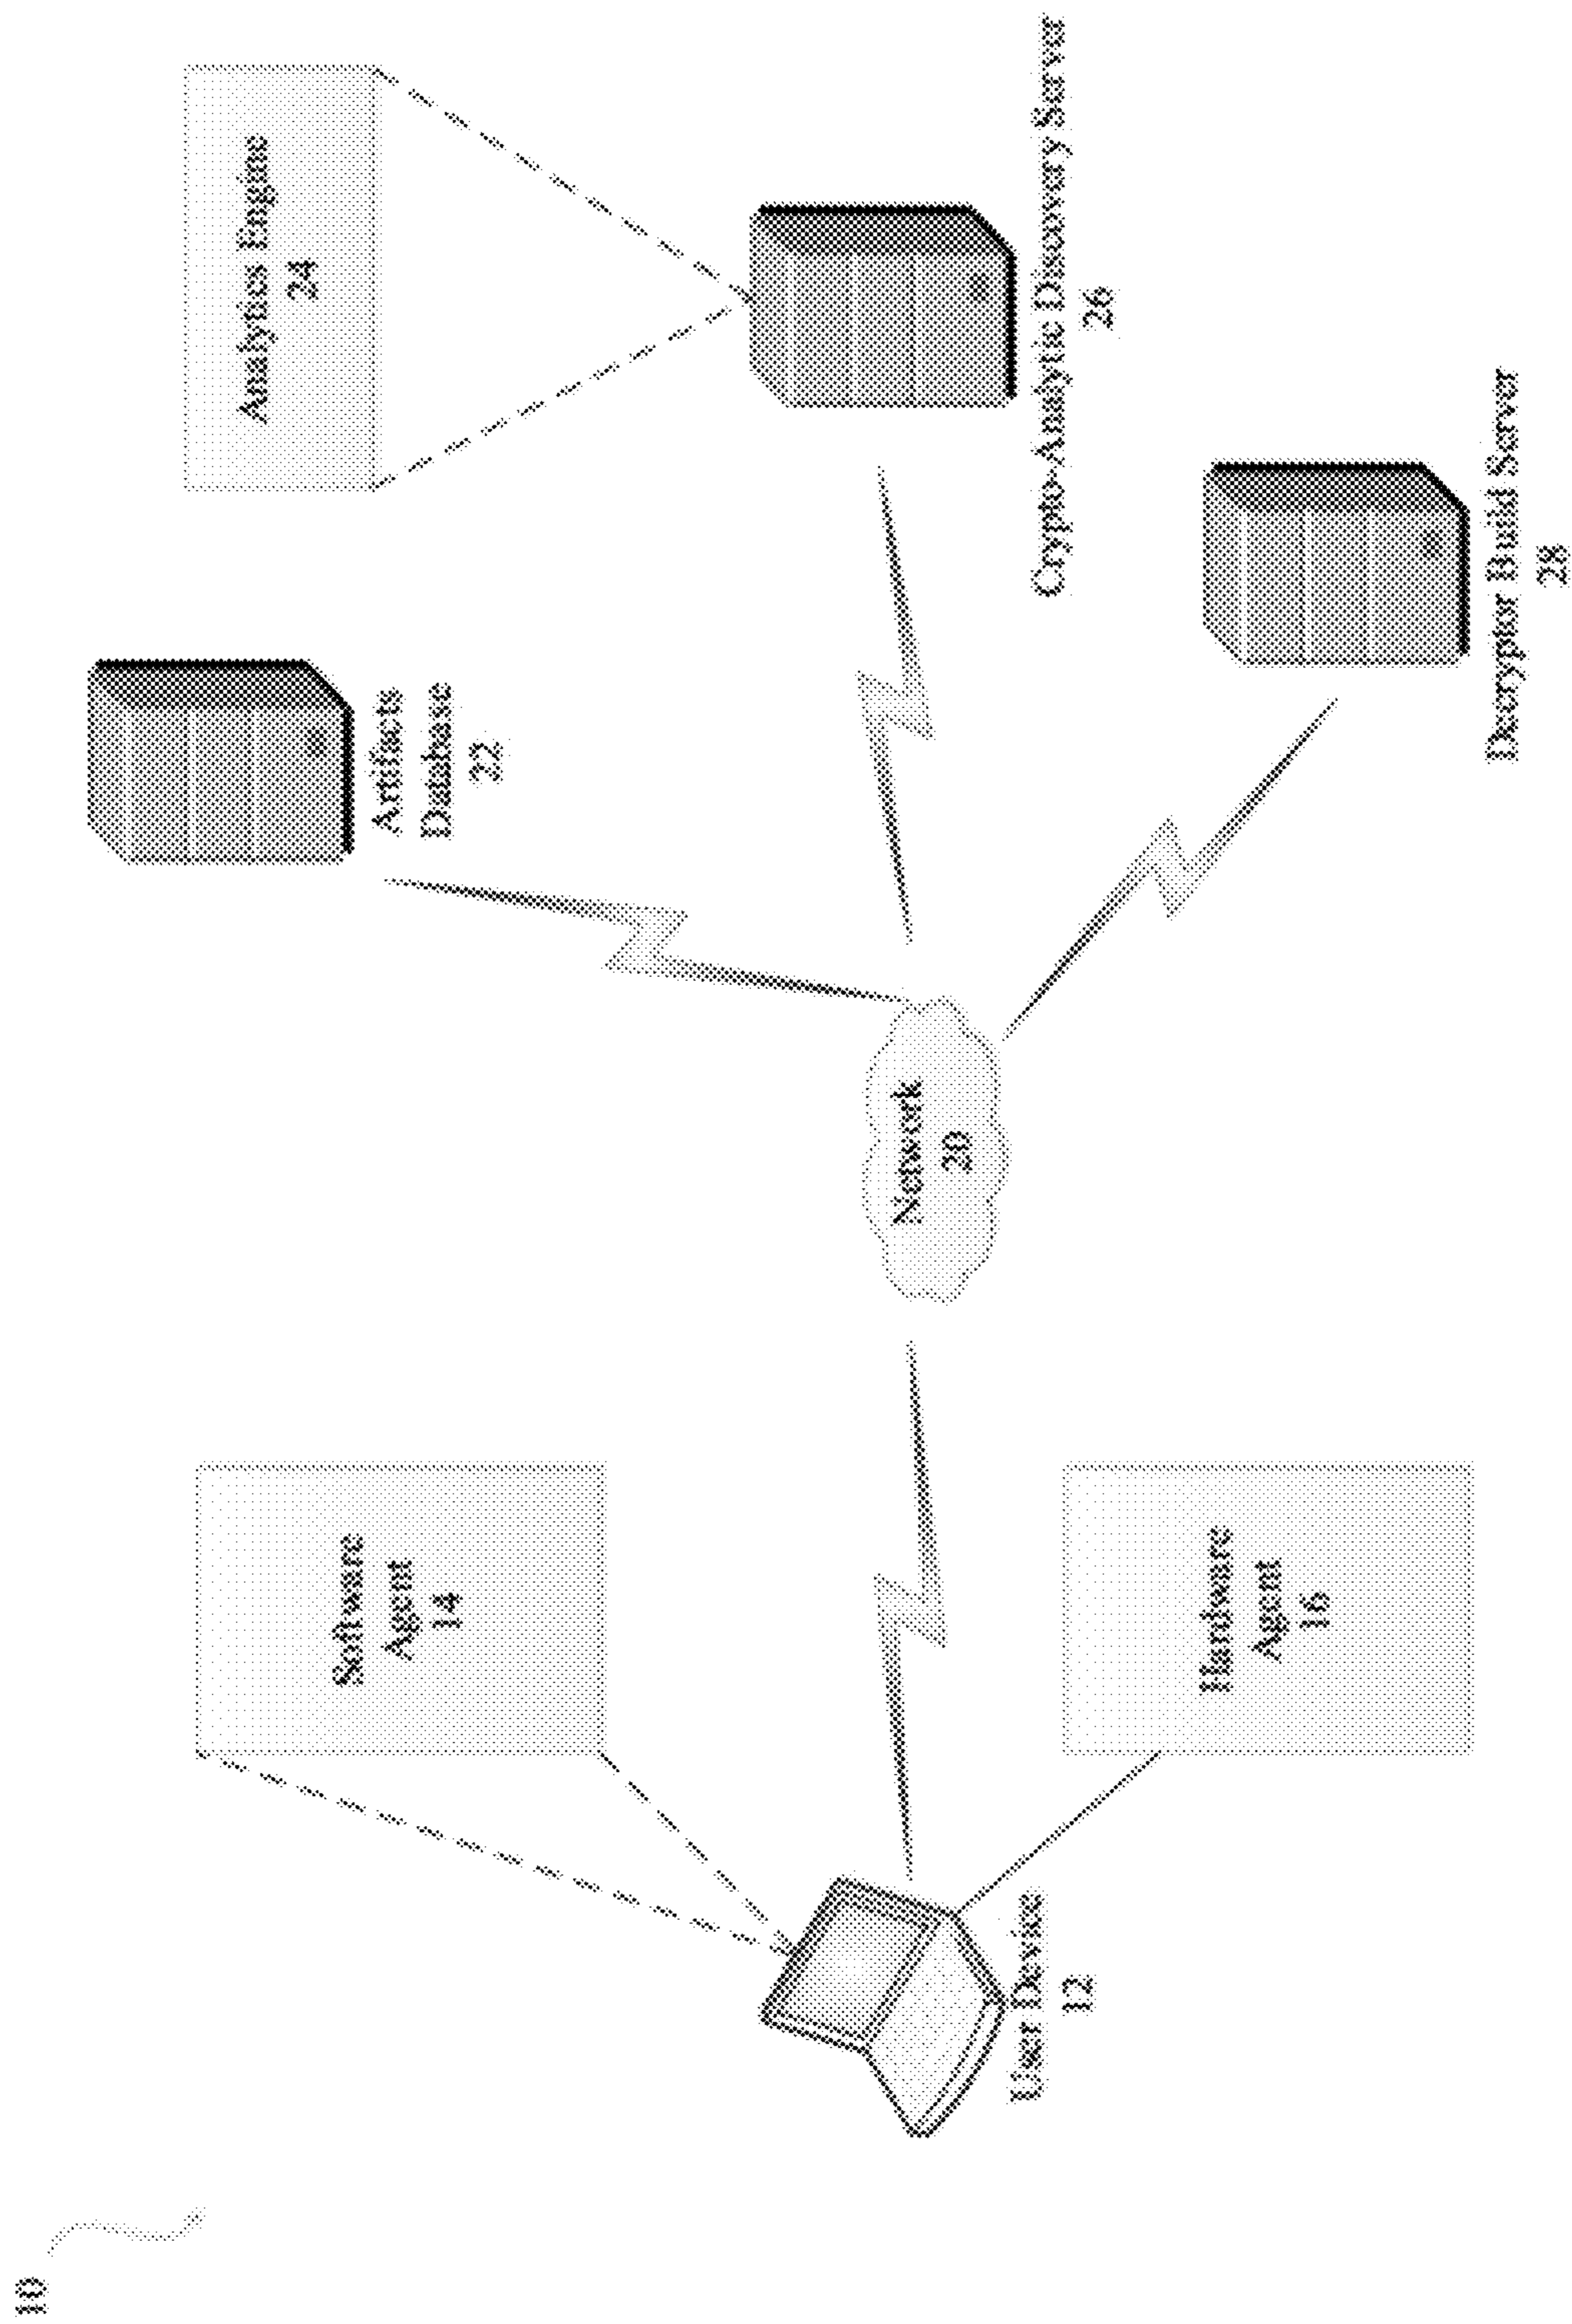 10
Software
Agent
14
User Device
12
Hardware
Agent
16
Network
20
Artifacts
Database
22
Analytics Engine
24
Crypto-Analytic Discovery Server
26
Decryptor Build Server
28